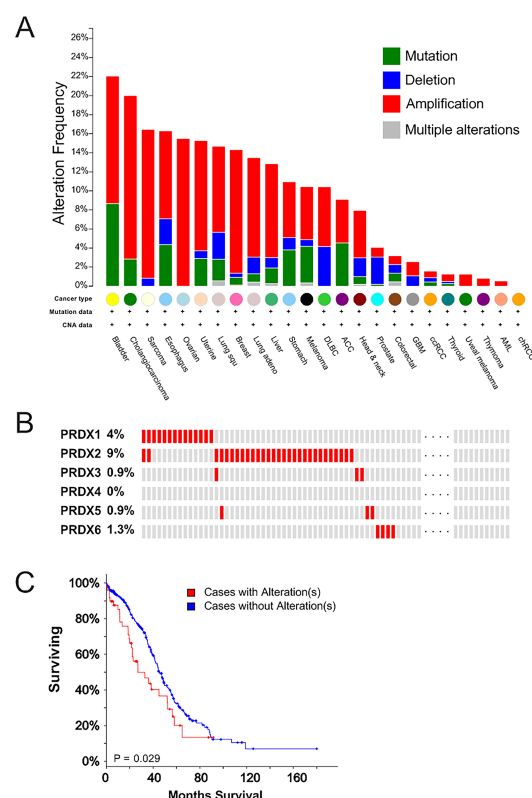 A
Alteration Frequency
26%
24%
22%
20%
18%
16%
14%
12%
10%
8%
6%
4%
2%
0%
Mutation
Deletion
Amplification
Multiple alterations
Cancer type
Mutation data + + + + + + + + + + + + + + + + + + + + + + + +
CNA data + + + + + + + + + + + + + + + + + + + + + + + +
Bladder
Cholangiocarcinoma
Sarcoma
Esophagus
Ovarian
Uterine
Lung squ
Breast
Lung adeno
Liver
Stomach
Melanoma
DLBC
ACC
Head & neck
Prostate
Colorectal
GBM
ccRCC
Thyroid
Uveal melanoma
Thymoma
AML
chRCC
B
PRDX1 4%
PRDX2 9%
PRDX3 0.9%
PRDX4 0%
PRDX5 0.9%
PRDX6 1.3%
C
Surviving
100%
80%
60%
40%
20%
0%
Cases with Alteration(s)
Cases without Alteration(s)
P = 0.029
0 40 80 120 160
Months Survival